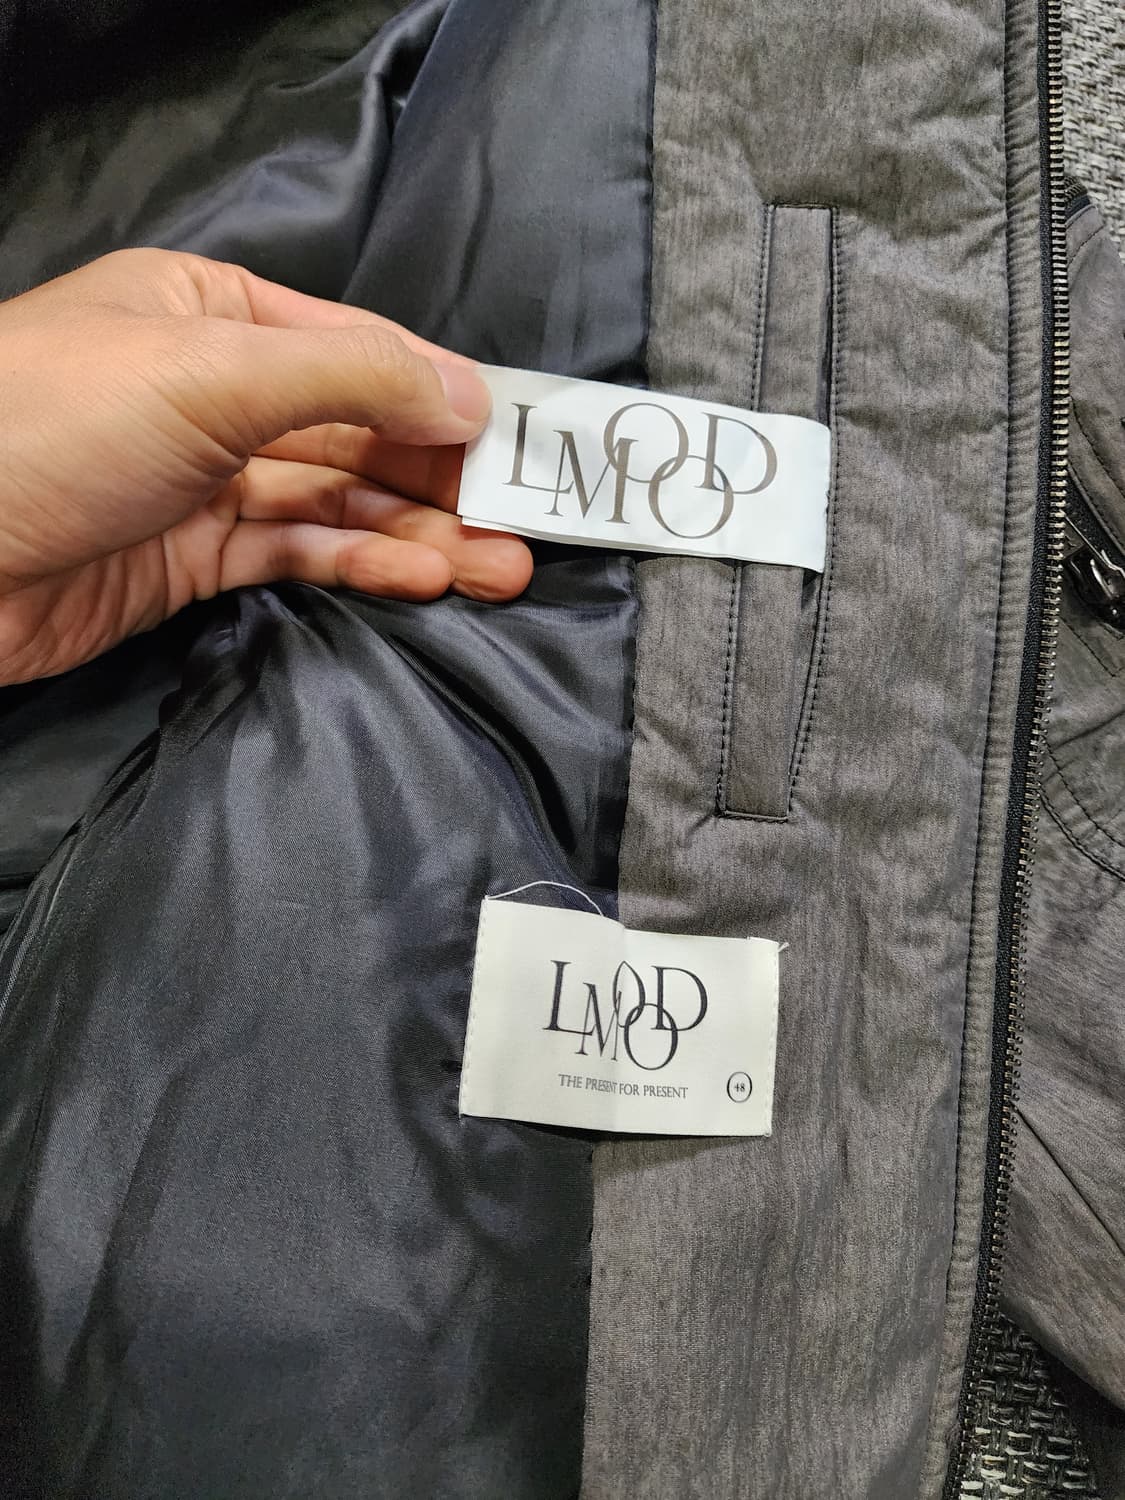 LMOOD
LMOOD
THE PRESENT FOR PRESENT
48